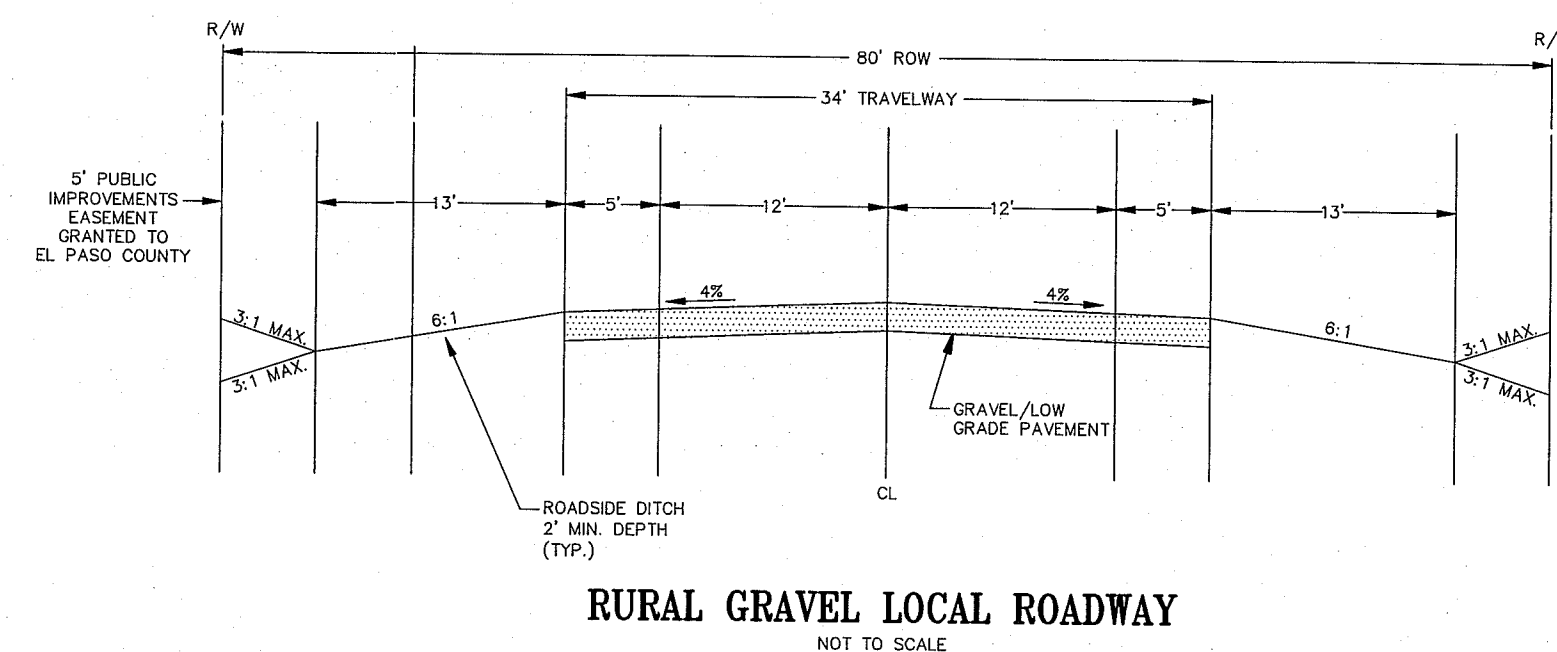 R/W
R/
80' ROW
34' TRAVELWAY
5' PUBLIC
IMPROVEMENTS
EASEMENT
GRANTED TO
EL PASO COUNTY
13'
5'
12'
12'
5'
13'
4%
4%
3:1 MAX.
6:1
6:1
3:1 MAX.
3:1 MAX.
3:1 MAX.
GRAVEL/LOW
GRADE PAVEMENT
CL
ROADSIDE DITCH
2' MIN. DEPTH
(TYP.)
RURAL GRAVEL LOCAL ROADWAY
NOT TO SCALE